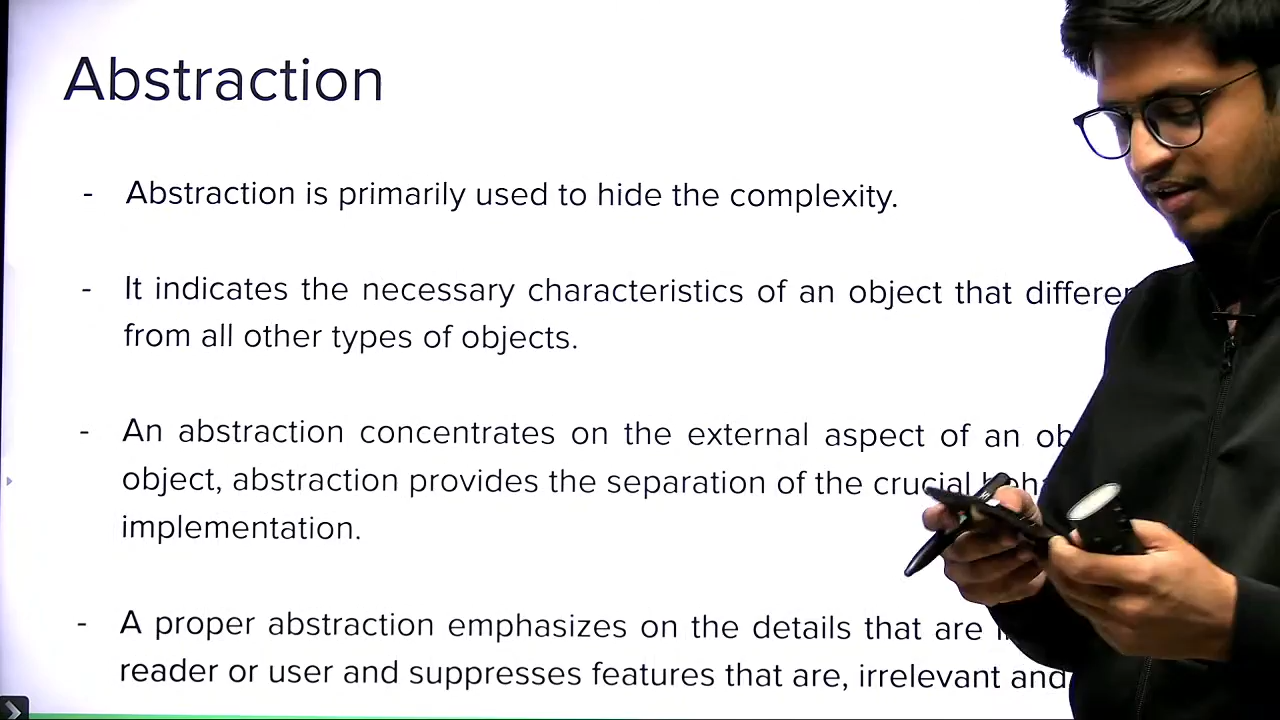 Abstraction
- Abstraction is primarily used to hide the complexity.
- It indicates the necessary characteristics of an object that
from all other types of objects.
- An abstraction concentrates on the external aspect of an
object, abstraction provides the separation of the crucial
implementation.
- A proper abstraction emphasizes on the details that are
reader or user and suppresses features that are, irrelevant and